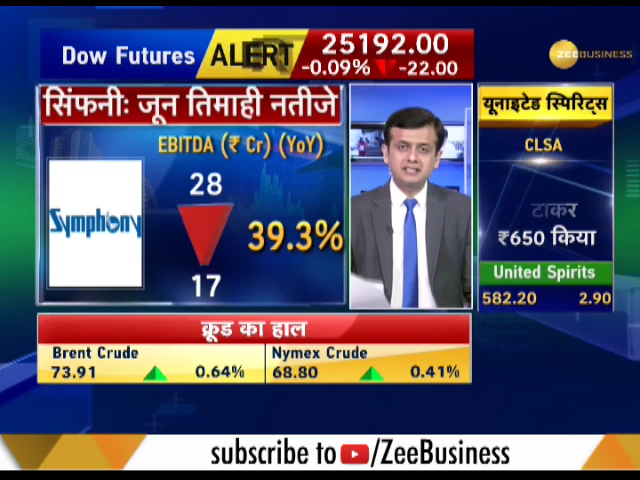 Dow Futures
ALERT
25192.00
-0.09% -22.00
ZEE BUSINESS
सिंफनीः जून तिमाही नतीजे
EBITDA (₹ Cr) (YoY)
28
39.3%
17
Symphony
यूनाइटेड स्पिरिट्स
CLSA
₹650 किया
United Spirits
582.20 2.90
क्रूड का हाल
Brent Crude
73.91 0.64%
Nymex Crude
68.80 0.41%
subscribe to /ZeeBusiness